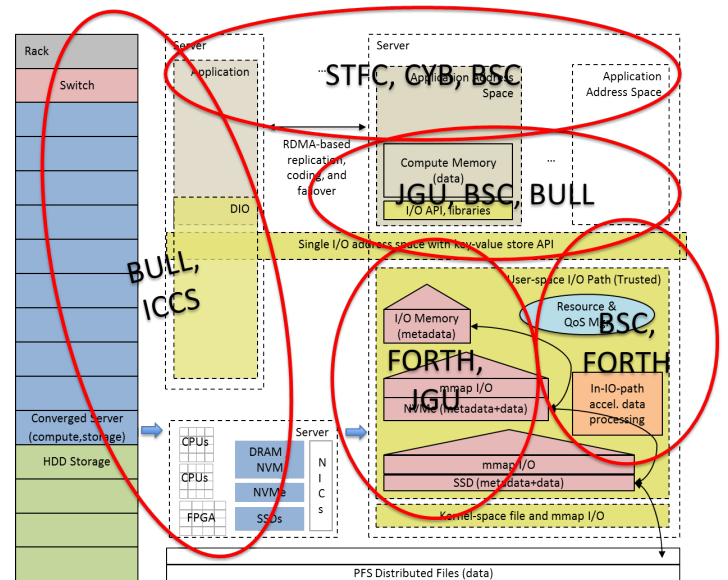 Rack
Switch
Converged Server
(compute,storage)
HDD Storage
BULL,
ICCS
Server
Application
DIO
...
RDMA-based
replication,
coding, and
failover
Server
STFC, CYB, BSC
Application Address
Space
Application
Address Space
Compute Memory
(data)
...
JGU, BSC, BULL
I/O API, libraries
Single I/O address space with key-value store API
User-space I/O Path (Trusted)
I/O Memory
(metadata)
Resource &
QoS
BSC,
FORTH
FORTH,
JGU
mmap I/O
NVMe (metadata+data)
In-IO-path
accel. data
processing
mmap I/O
SSD (metadata+data)
Kernel-space file and mmap I/O
Server
CPUs
CPUs
FPGA
DRAM
NVM
NVMe
SSDs
N
I
C
s
PFS Distributed Files (data)